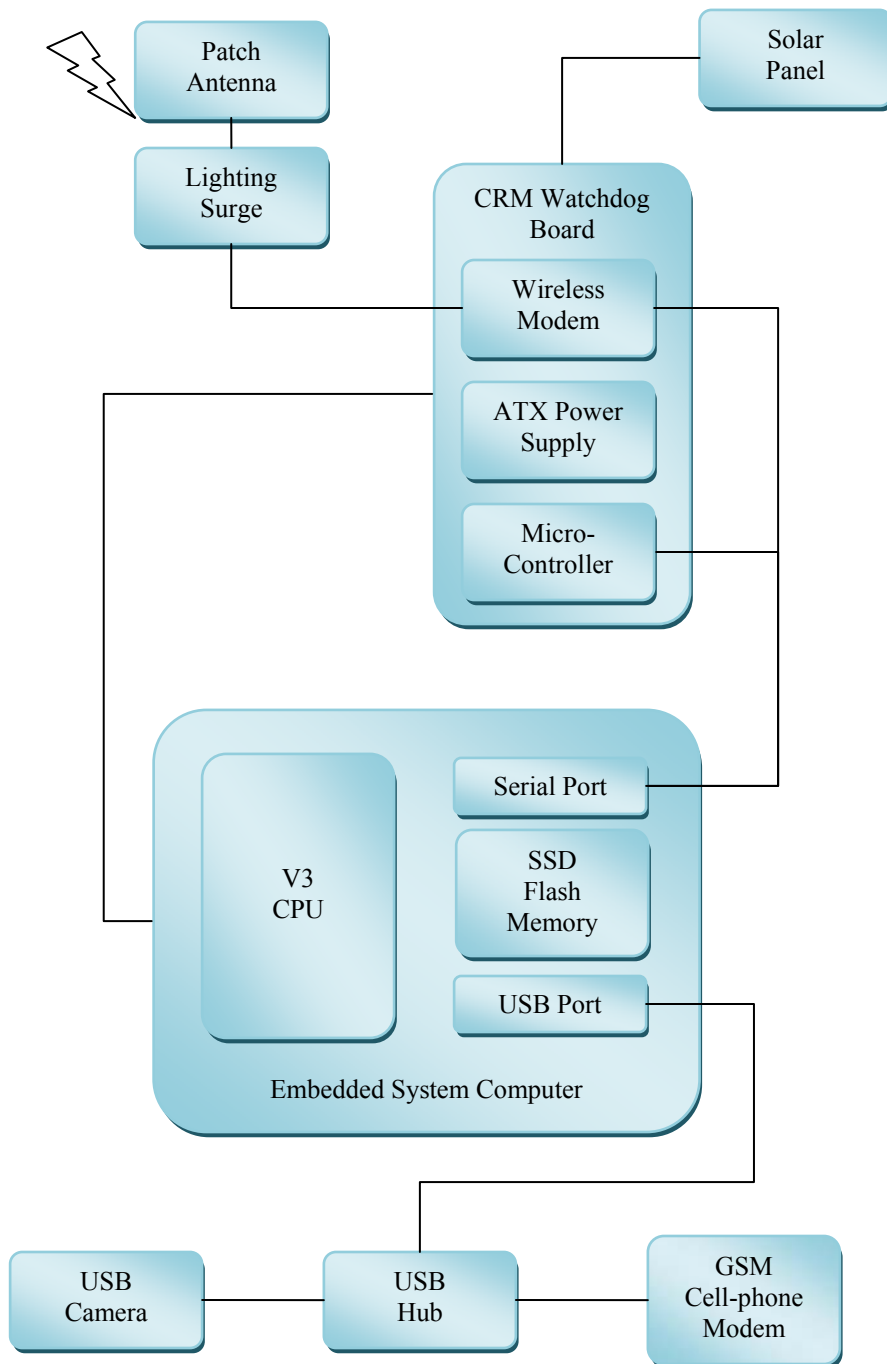 Patch
Antenna
Solar
Panel
Lighting
Surge
CRM Watchdog
Board
Wireless
Modem
ATX Power
Supply
Micro-
Controller
V3
CPU
Serial Port
SSD
Flash
Memory
USB Port
Embedded System Computer
USB
Camera
USB
Hub
GSM
Cell-phone
Modem